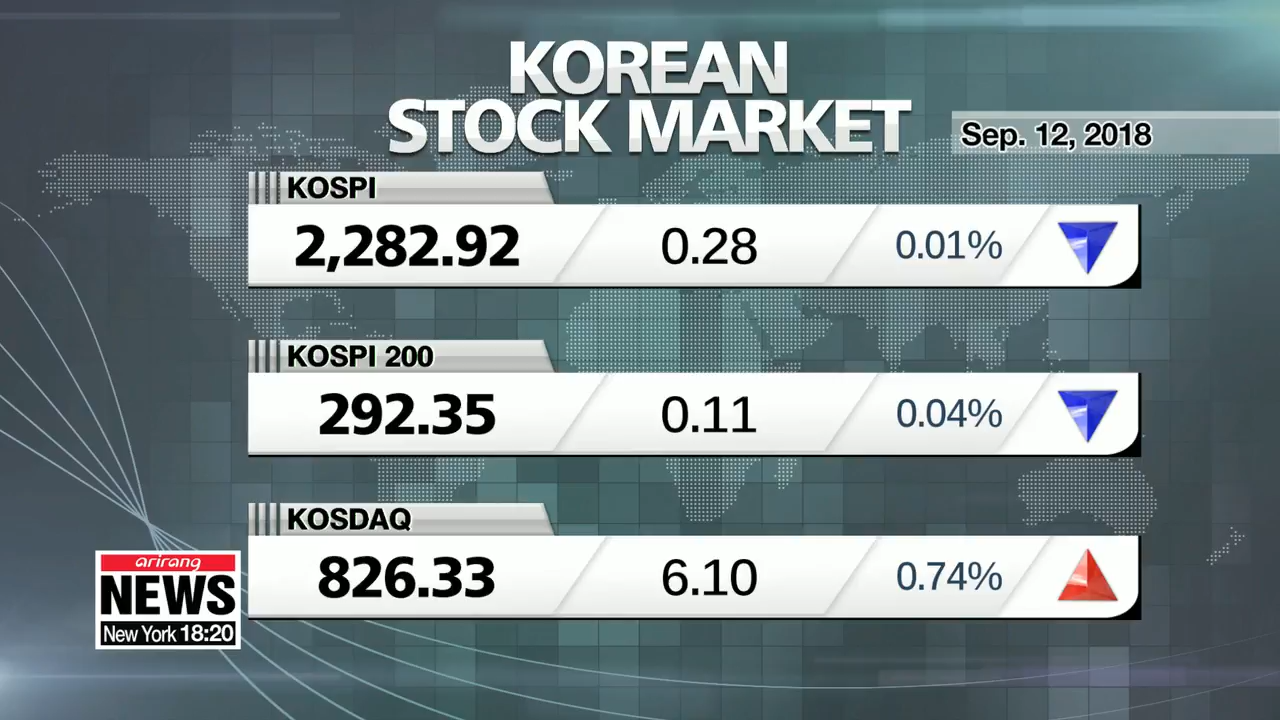 KOREAN
STOCK MARKET
Sep. 12, 2018
KOSPI
2,282.92 0.28 0.01%
KOSPI 200
292.35 0.11 0.04%
KOSDAQ
826.33 6.10 0.74%
arirang
NEWS
New York 18:20